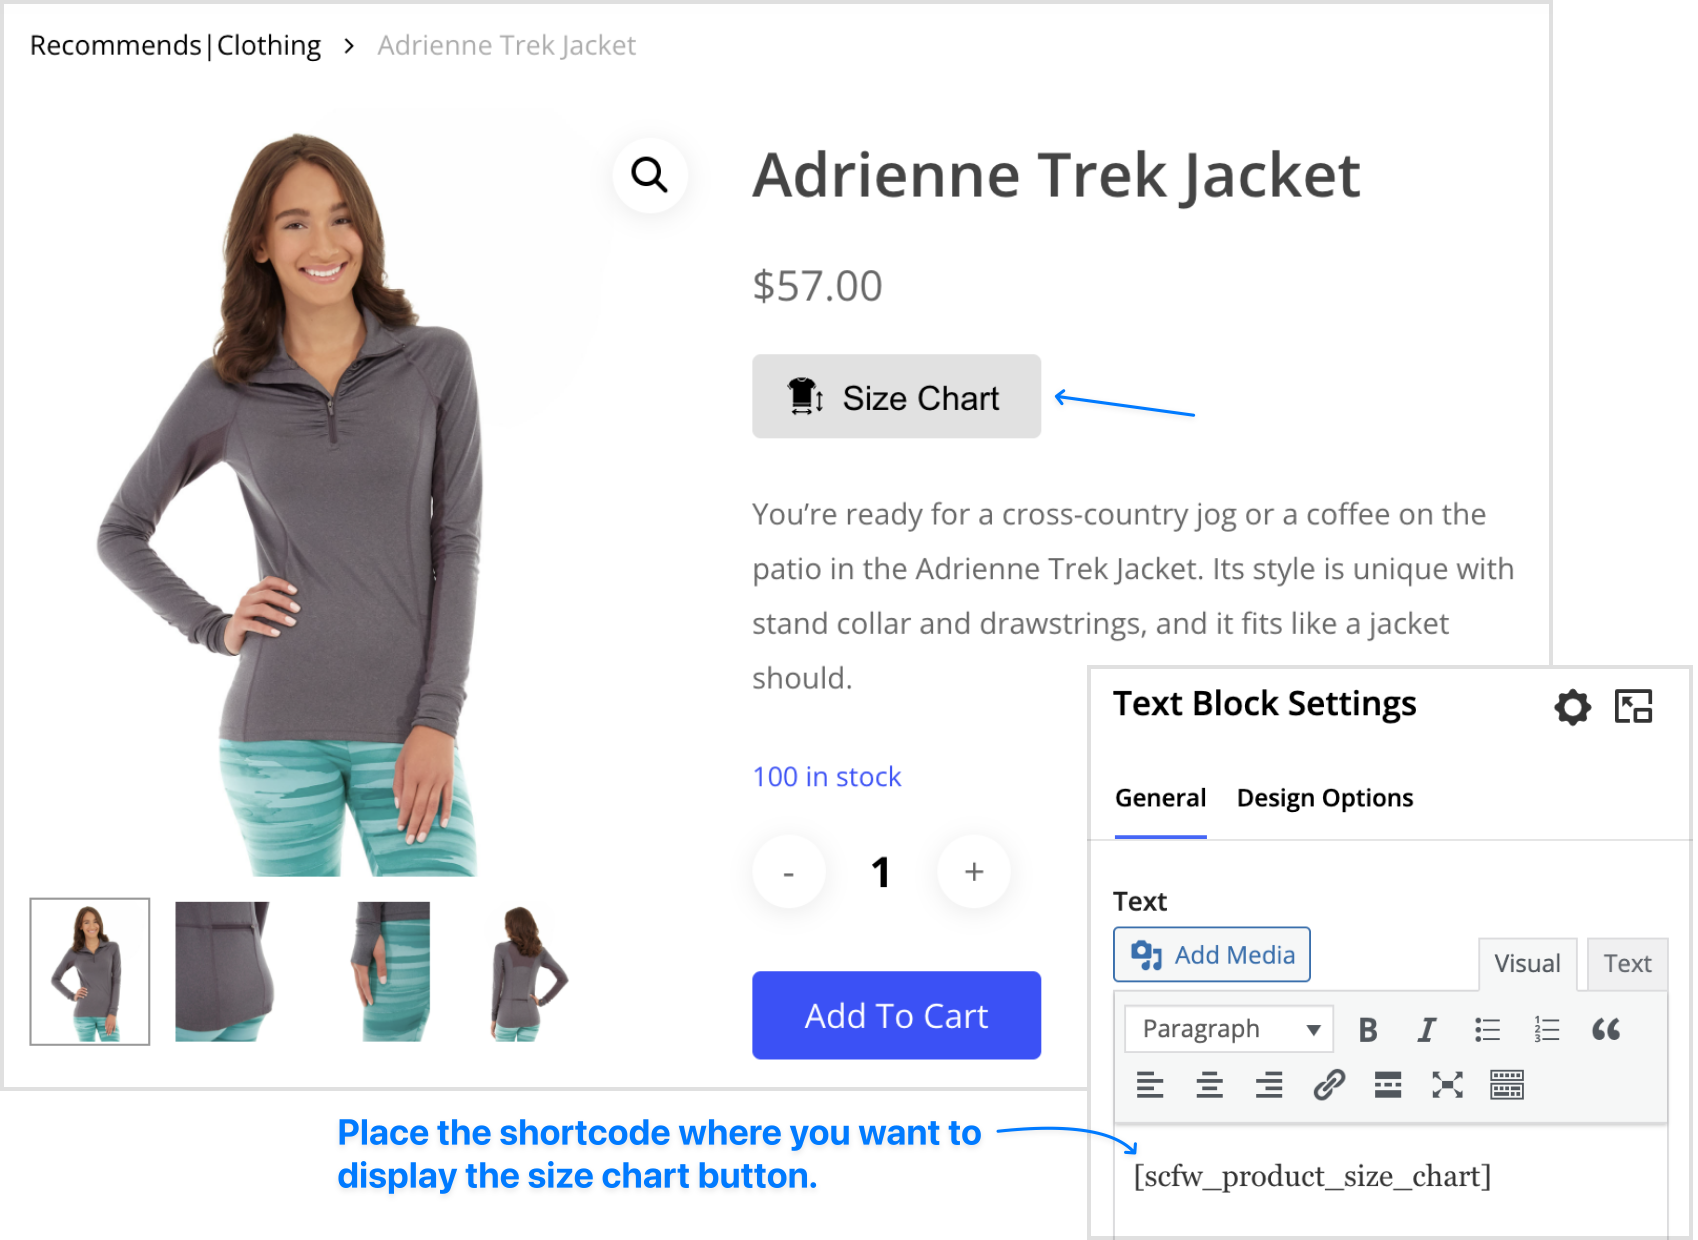 Recommends|Clothing > Adrienne Trek Jacket
Adrienne Trek Jacket
$57.00
Size Chart
You’re ready for a cross-country jog or a coffee on the
patio in the Adrienne Trek Jacket. Its style is unique with
stand collar and drawstrings, and it fits like a jacket
should.
100 in stock
- 1 +
Add To Cart
Text Block Settings
General Design Options
Text
Add Media
Visual Text
Paragraph B I
[scfw_product_size_chart]
Place the shortcode where you want to
display the size chart button.